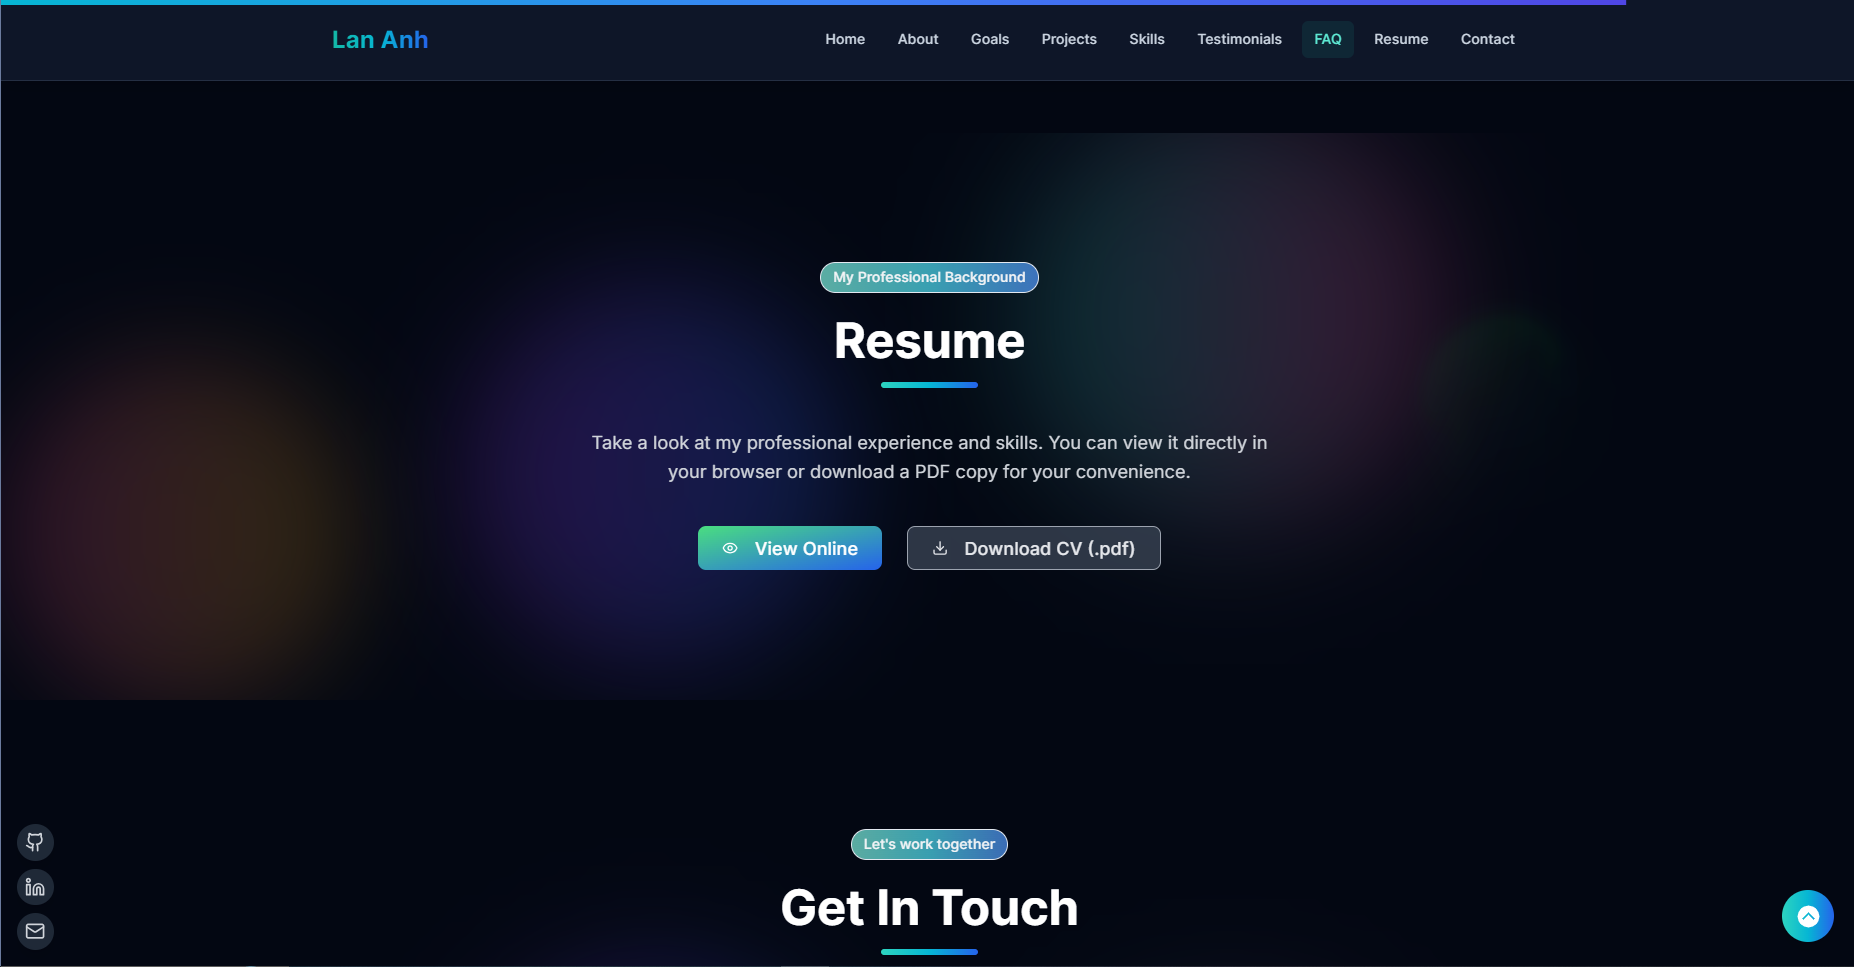 Lan Anh
Home
About
Goals
Projects
Skills
Testimonials
FAQ
Resume
Contact
My Professional Background
Resume
Take a look at my professional experience and skills. You can view it directly in
your browser or download a PDF copy for your convenience.
View Online
Download CV (.pdf)
Let's work together
Get In Touch